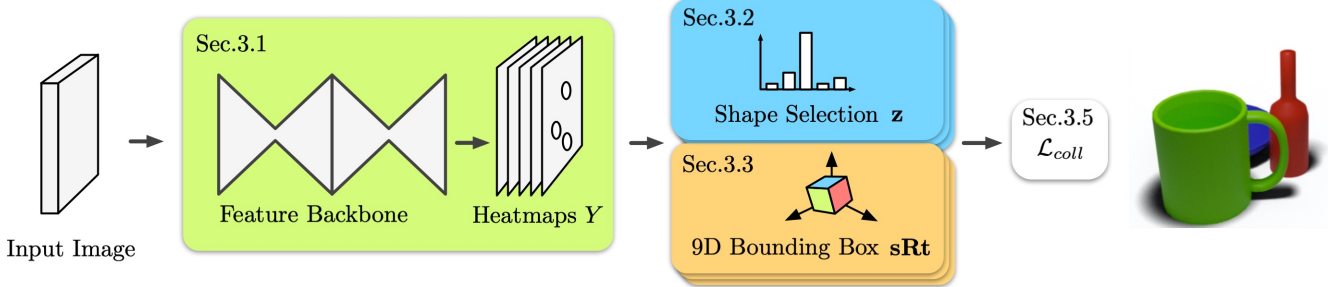 Input Image
Sec.3.1
Feature Backbone
Heatmaps Y
Sec.3.2
Shape Selection z
Sec.3.3
9D Bounding Box sRt
Sec.3.5
ℒcoll